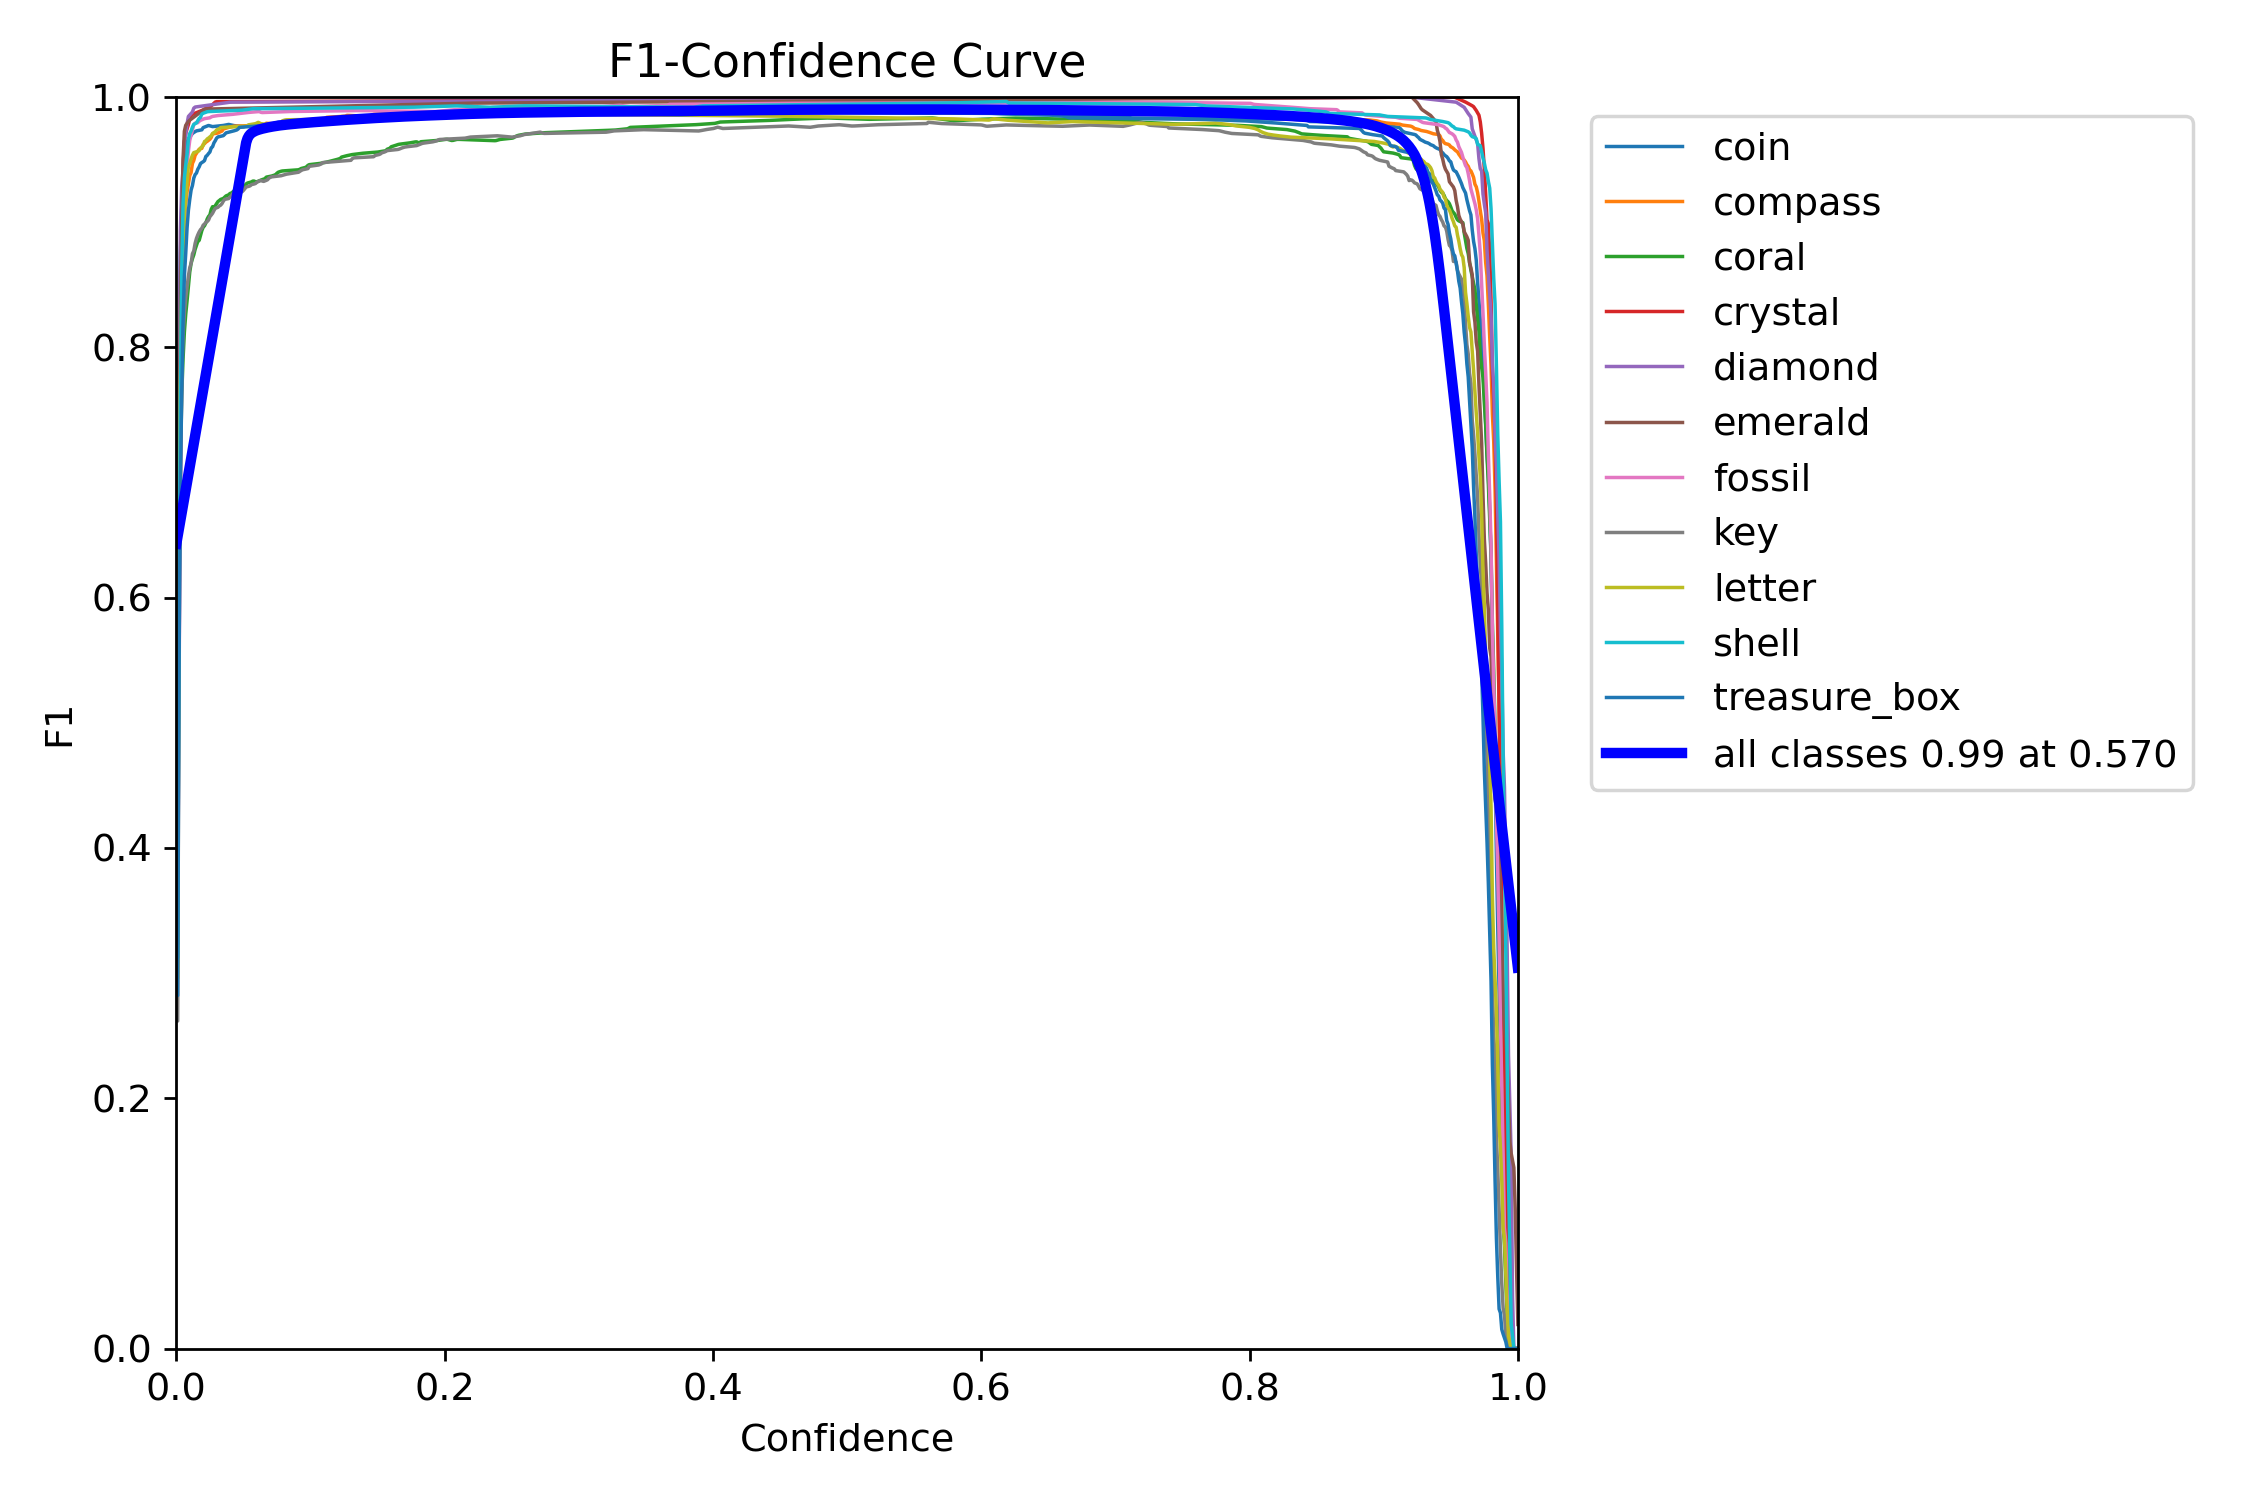 F1-Confidence Curve
1.0
0.8
0.6
0.4
0.2
0.0
F1
0.0 0.2 0.4 0.6 0.8 1.0
Confidence
coin
compass
coral
crystal
diamond
emerald
fossil
key
letter
shell
treasure_box
all classes 0.99 at 0.570